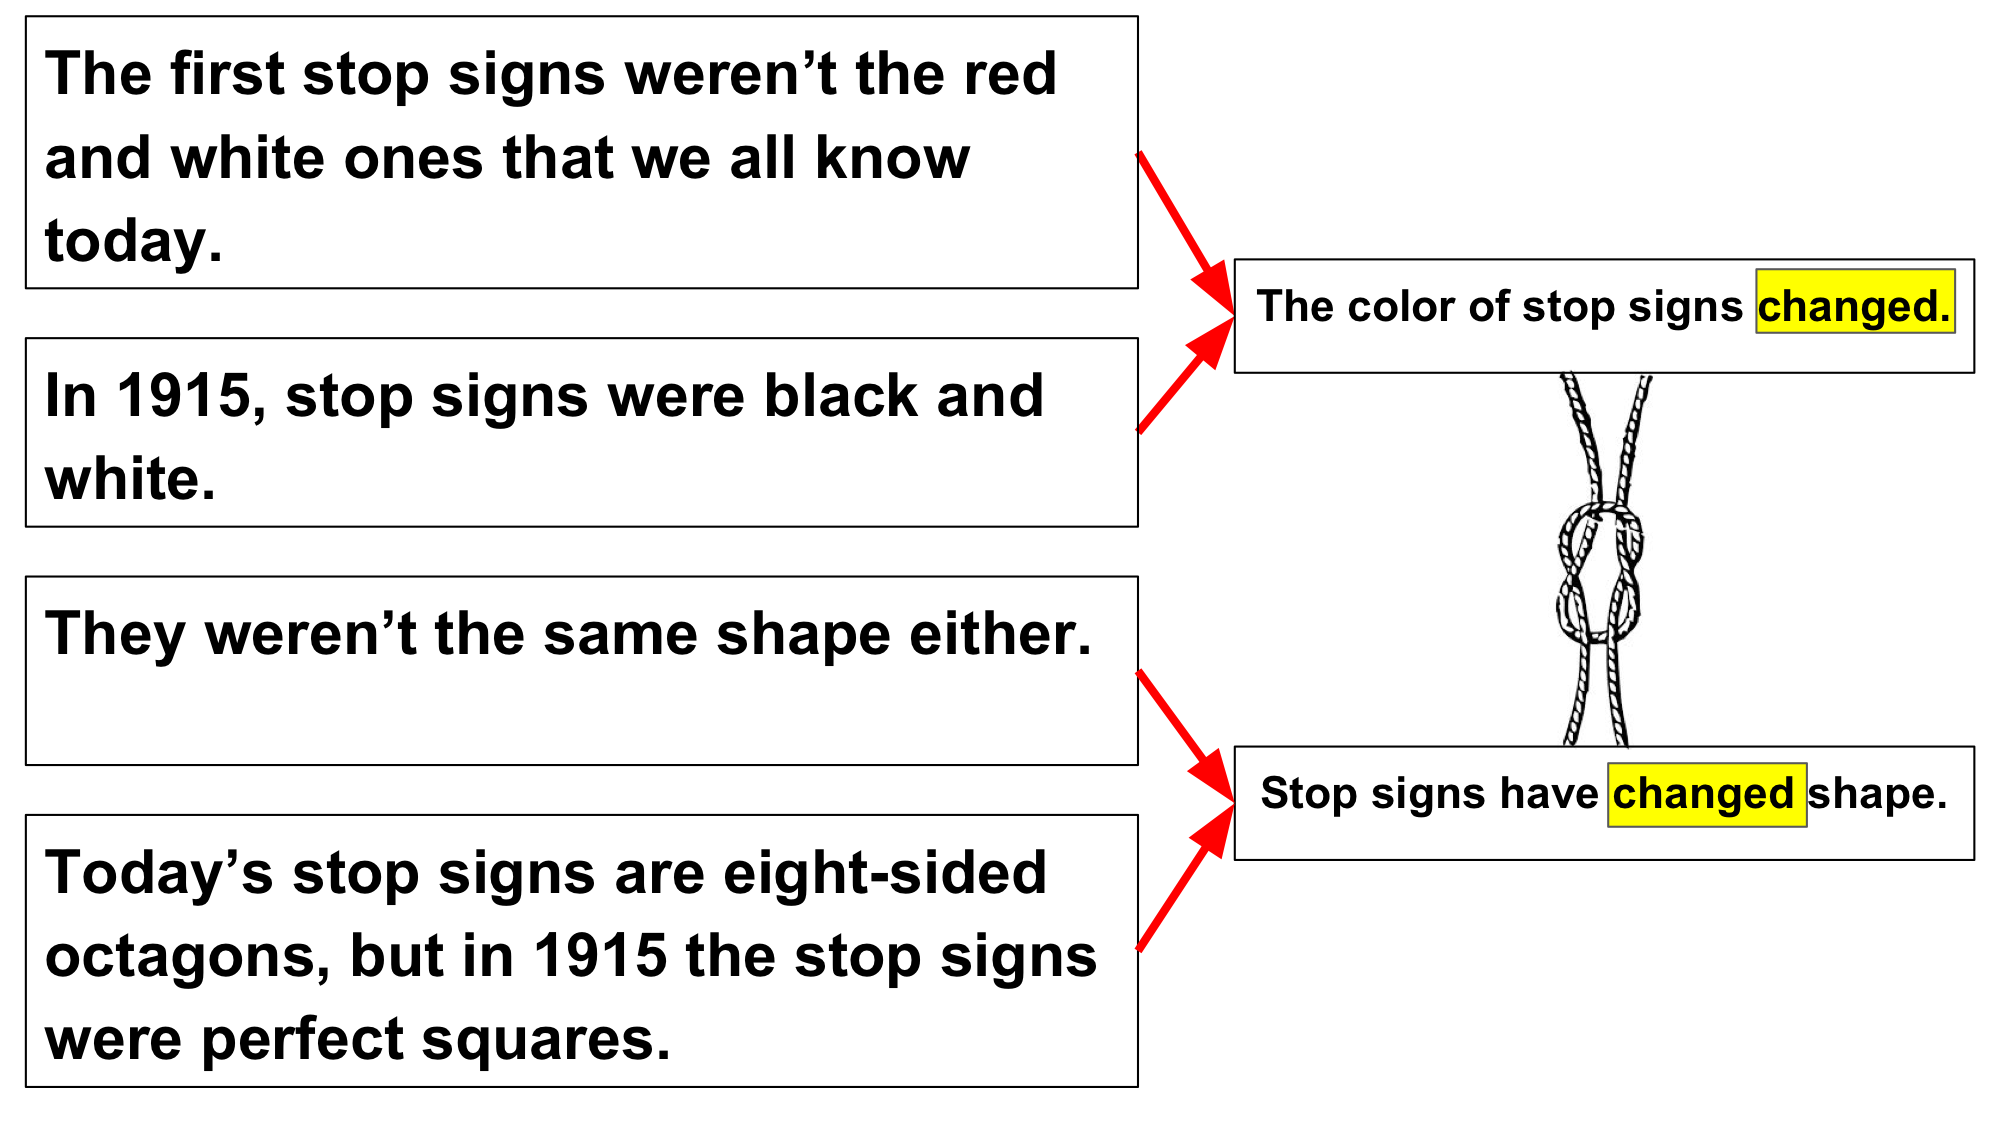 The first stop signs weren’t the red
and white ones that we all know
today.
In 1915, stop signs were black and
white.
They weren’t the same shape either.
Today’s stop signs are eight-sided
octagons, but in 1915 the stop signs
were perfect squares.
The color of stop signs changed.
Stop signs have changed shape.